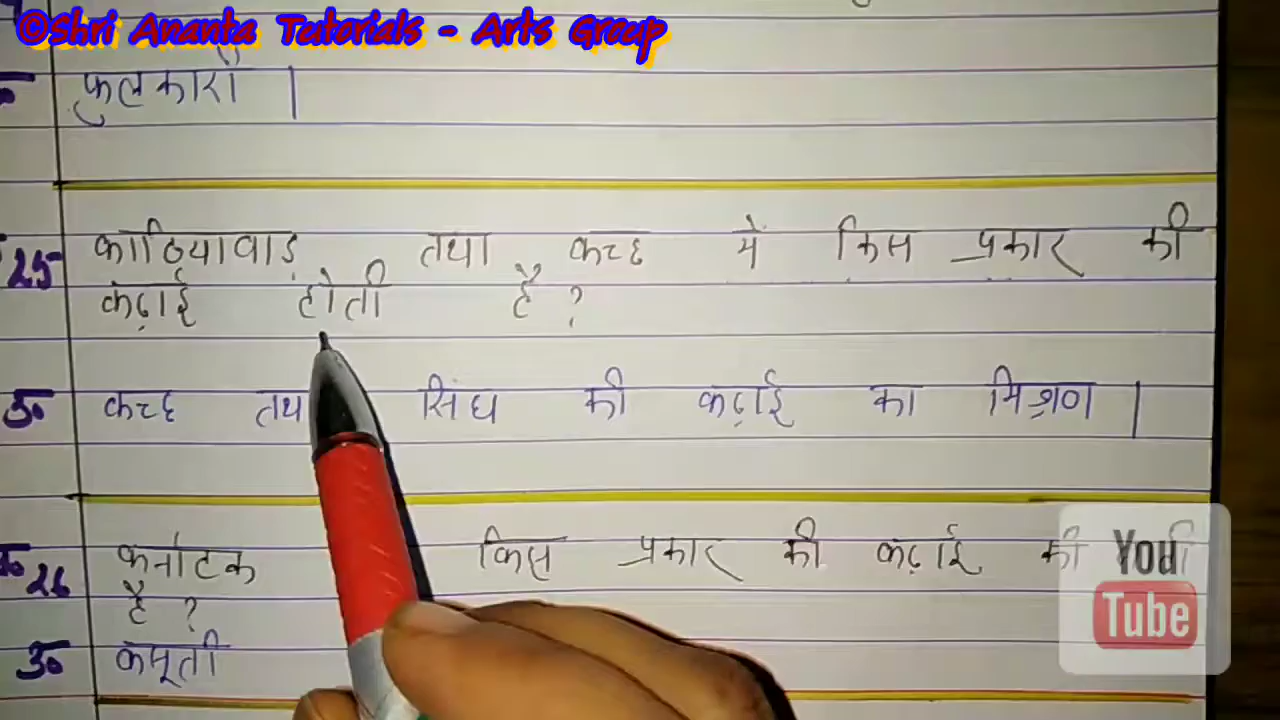 ©Shri Ananta Tutorials - Arts Group
फुलकारी |
25 काठियावाड़ तथा कच्छ में किस प्रकार की
कढ़ाई होती है ?
उ० कच्छ तथा सिंध की कढ़ाई का मिश्रण |
26 कर्नाटक किस प्रकार की कढ़ाई की
है ?
उ० कसूती
You
Tube